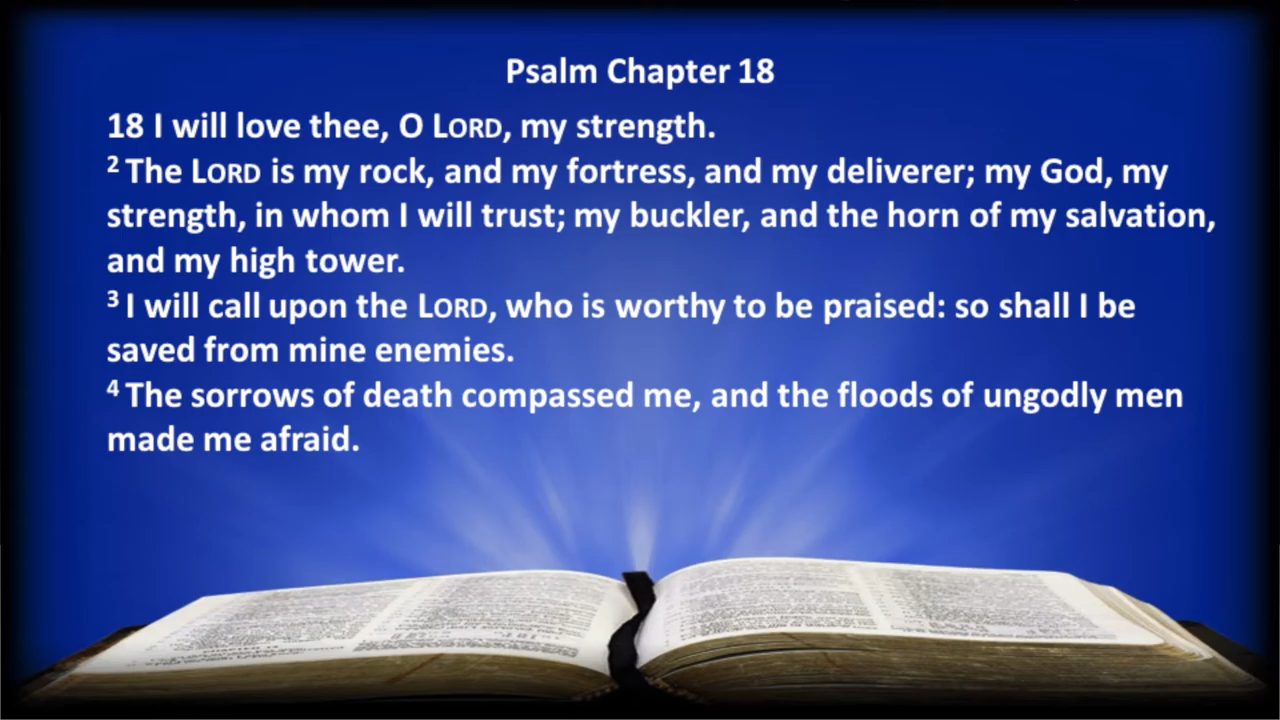 Psalm Chapter 18
18 I will love thee, O LORD, my strength.
2 The LORD is my rock, and my fortress, and my deliverer; my God, my
strength, in whom I will trust; my buckler, and the horn of my salvation,
and my high tower.
3 I will call upon the LORD, who is worthy to be praised: so shall I be
saved from mine enemies.
4 The sorrows of death compassed me, and the floods of ungodly men
made me afraid.